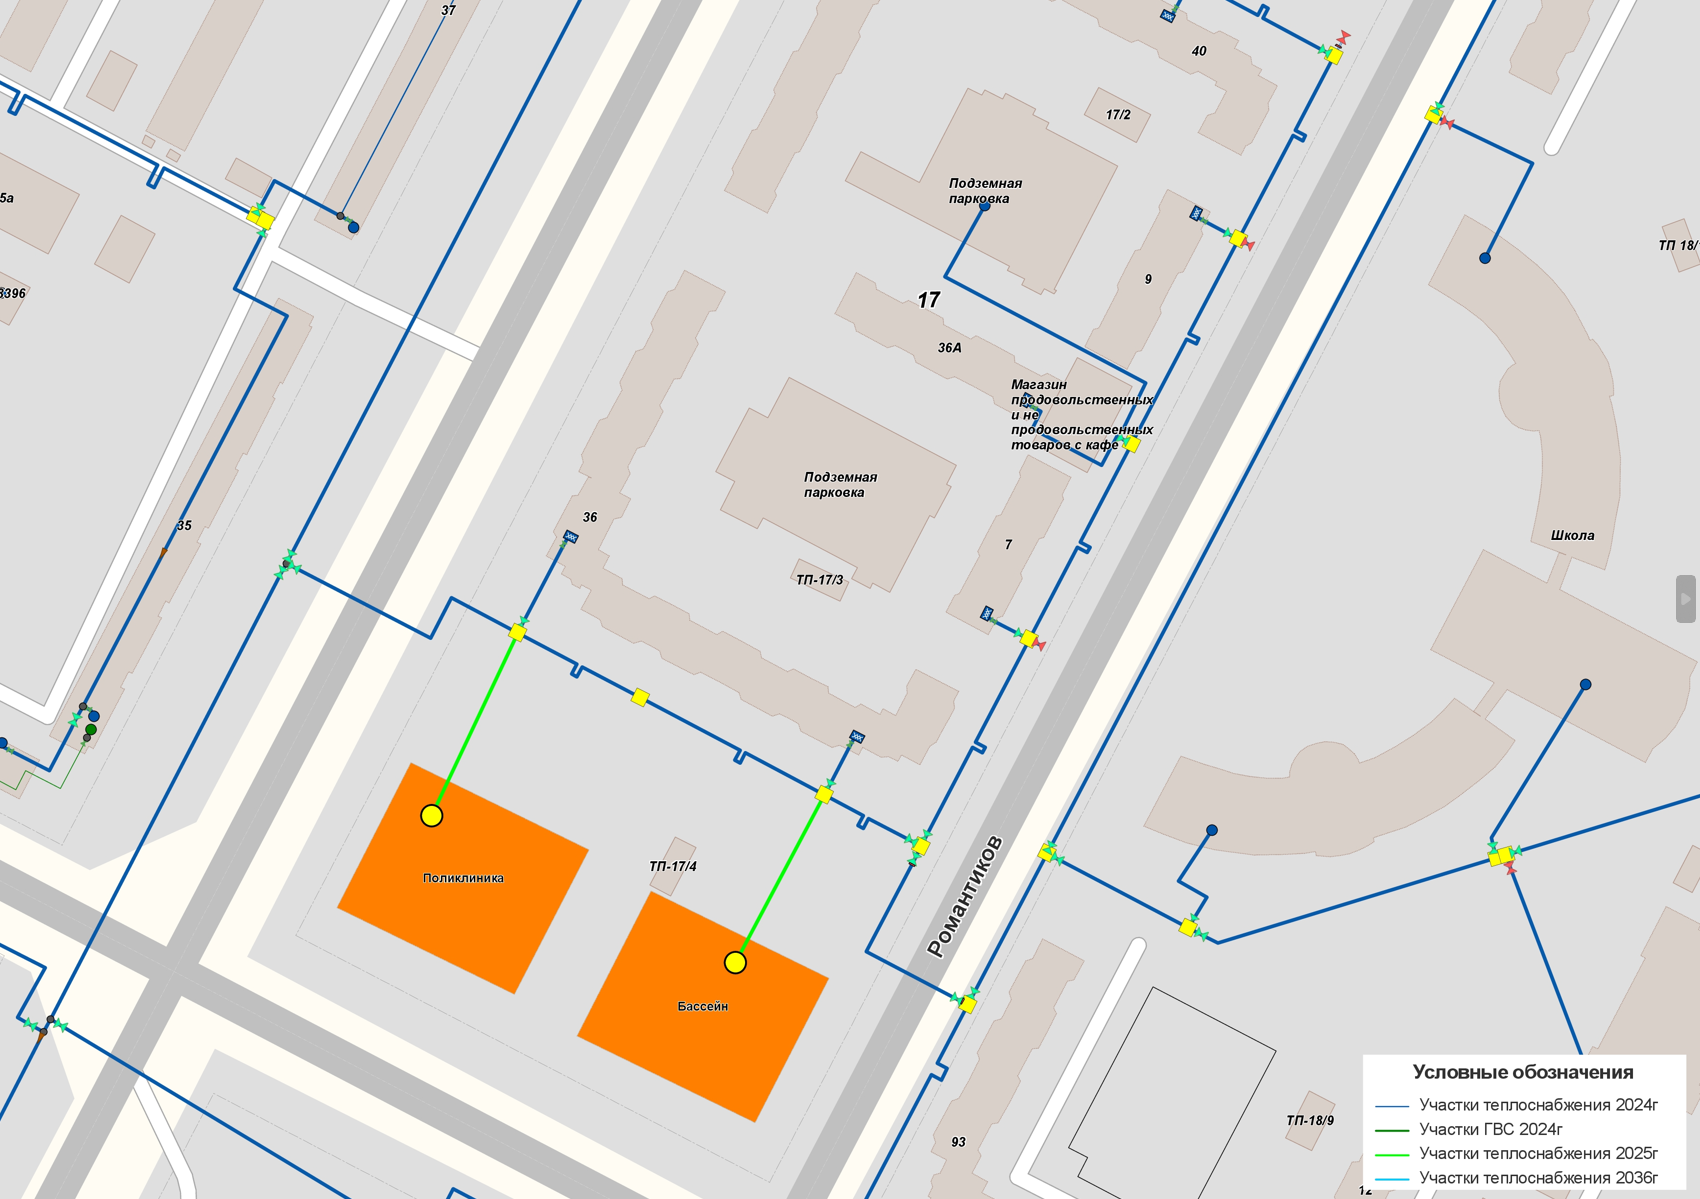 37
40
17/2
Подземная
парковка
5а
ТП 18/
9
3396
17
36А
Магазин
продовольственных
и не
продовольственных
товаров с кафе
Подземная
парковка
36
35
7
Школа
ТП-17/3
ТП-17/4
Поликлиника
Романтиков
Бассейн
93
ТП-18/9
12
Условные обозначения
Участки теплоснабжения 2024г
Участки ГВС 2024г
Участки теплоснабжения 2025г
Участки теплоснабжения 2036г